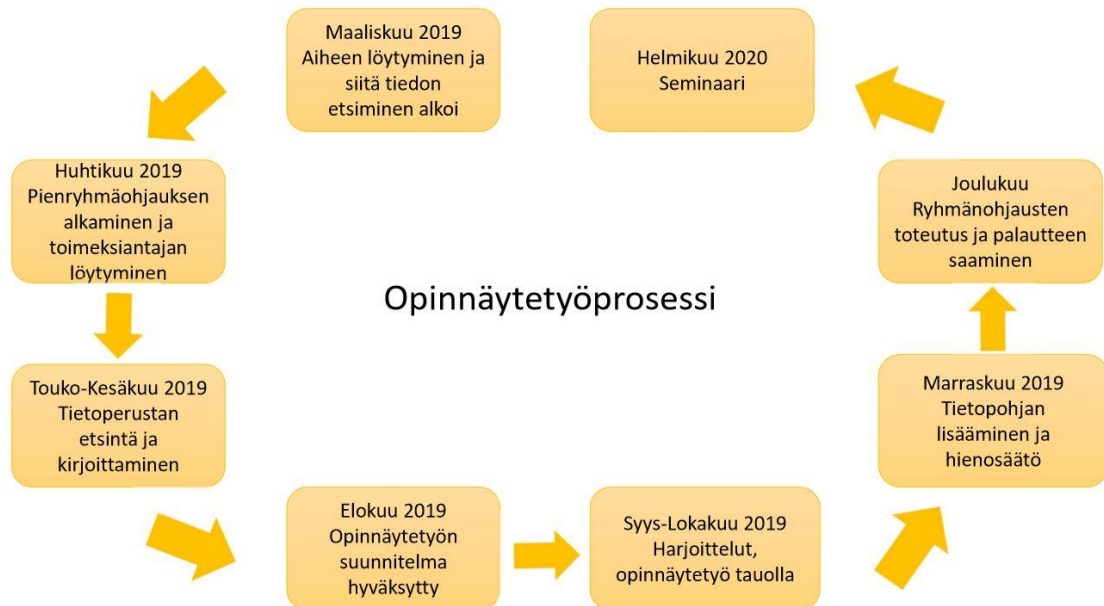 Maaliskuu 2019
Aiheen löytyminen ja
siitä tiedon
etsiminen alkoi
Huhtikuu 2019
Pienryhmäohjauksen
alkaminen ja
toimeksiantajan
löytyminen
Touko-Kesäkuu 2019
Tietoperustan
etsintä ja
kirjoittaminen
Elokuu 2019
Opinnäytetyön
suunnitelma
hyväksytty
Syys-Lokakuu 2019
Harjoittelut,
opinnäytetyö tauolla
Marraskuu 2019
Tietopohjan
lisääminen ja
hienosäätö
Joulukuu
Ryhmänohjausten
toteutus ja palautteen
saaminen
Helmikuu 2020
Seminaari
Opinnäytetyöprosessi